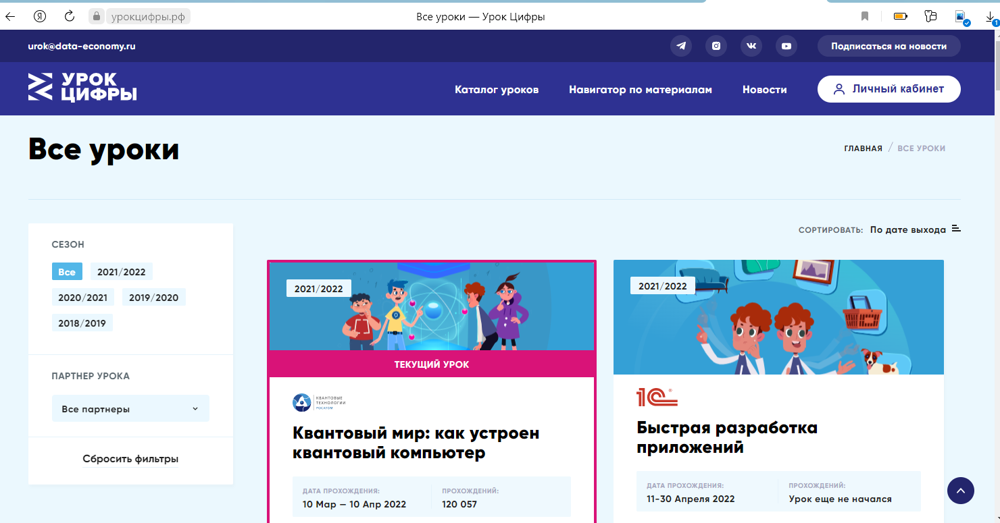 Я
урокцифры.рф
Все уроки — Урок Цифры
1
urok@data-economy.ru
Подписаться на новости
УРОК
ЦИФРЫ
Каталог уроков
Навигатор по материалам
Новости
Личный кабинет
Все уроки
ГЛАВНАЯ / ВСЕ УРОКИ
СОРТИРОВАТЬ: По дате выхода
СЕЗОН
Все 2021/2022
2020/2021 2019/2020
2018/2019
ПАРТНЕР УРОКА
Все партнеры
Сбросить фильтры
2021/2022
ТЕКУЩИЙ УРОК
КВАНТОВЫЕ
ТЕХНОЛОГИИ
РОСАТОМ
Квантовый мир: как устроен
квантовый компьютер
ДАТА ПРОХОЖДЕНИЯ:
10 Мар — 10 Апр 2022
ПРОХОЖДЕНИЙ:
120 057
2021/2022
1С®
Быстрая разработка
приложений
ДАТА ПРОХОЖДЕНИЯ:
11-30 Апреля 2022
ПРОХОЖДЕНИЙ:
Урок еще не начался